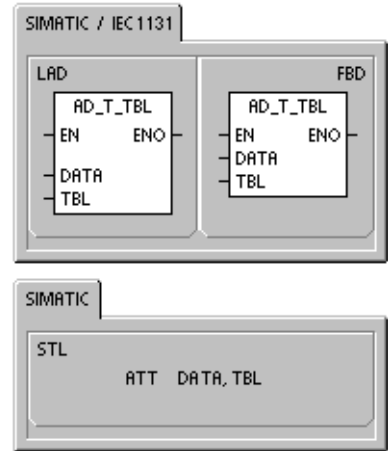 SIMATIC / IEC1131
LAD
FBD
AD_T_TBL
EN ENO
DATA
TBL
AD_T_TBL
EN ENO
DATA
TBL
SIMATIC
STL
ATT DATA, TBL